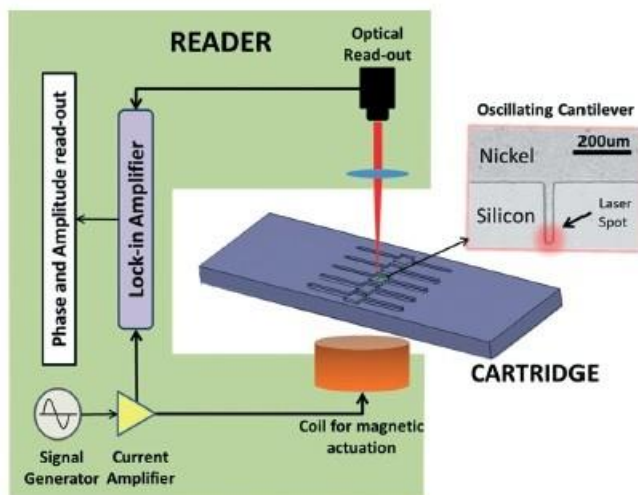 READER
Optical
Read-out
Phase and Amplitude read-out
Lock-in Amplifier
Oscillating Cantilever
200um
Nickel
Silicon
Laser
Spot
CARTRIDGE
Coil for magnetic
actuation
Signal
Generator
Current
Amplifier